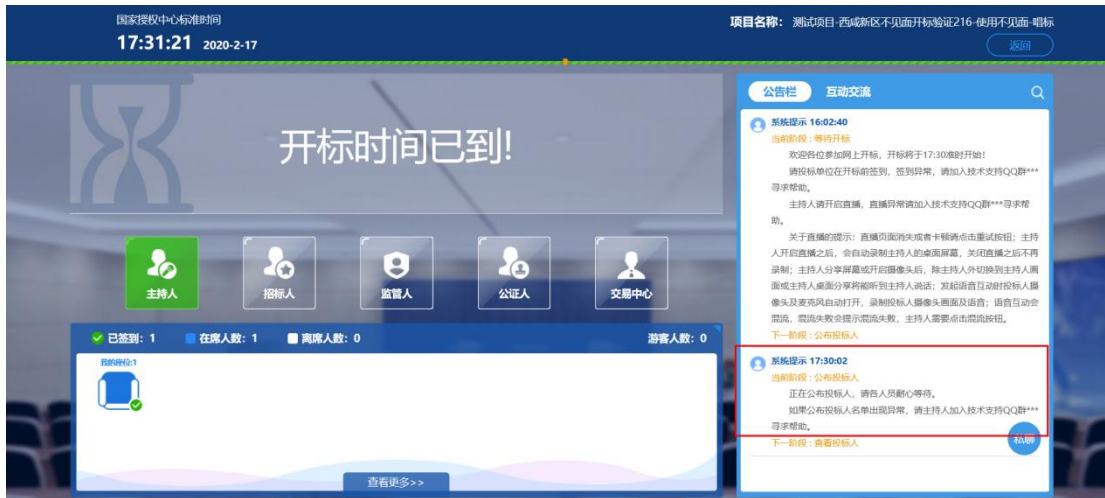 国家授权中心标准时间
17:31:21 2020-2-17
项目名称： 测试项目-西咸新区不见面开标验证216-使用不见面-唱标
返回
开标时间已到!
主持人
招标人
监管人
公证人
交易中心
已签到：1 在席人数：1 离席人数：0 游客人数：0
我的座位:1
查看更多>>
公告栏 互动交流
系统提示 16:02:40
当前阶段：等待开标
欢迎各位参加网上开标，开标将于17:30准时开始!
请投标单位在开标前签到，签到异常，请加入技术支持QQ群***
寻求帮助。
主持人请开启直播，直播异常请加入技术支持QQ群***寻求帮
助。
关于直播的提示：直播页面消失或者卡顿请点击重试按钮；主持
人开启直播之后，会自动录制主持人的桌面屏幕，关闭直播之后不再
录制；主持人分享屏幕或开启摄像头后，除主持人外切换到主持人画
面或主持人桌面分享将能听到主持人说话；发起语音互动时投标人摄
像头及麦克风自动打开，录制投标人摄像头画面及语音；语音互动会
混流，混流失败会提示混流失败，主持人需要点击混流按钮。
下一阶段：公布投标人
系统提示 17:30:02
当前阶段：公布投标人
正在公布投标人，请各人员耐心等待。
如果公布投标人名单出现异常，请主持人加入技术支持QQ群***
寻求帮助。
下一阶段：查看投标人
私聊